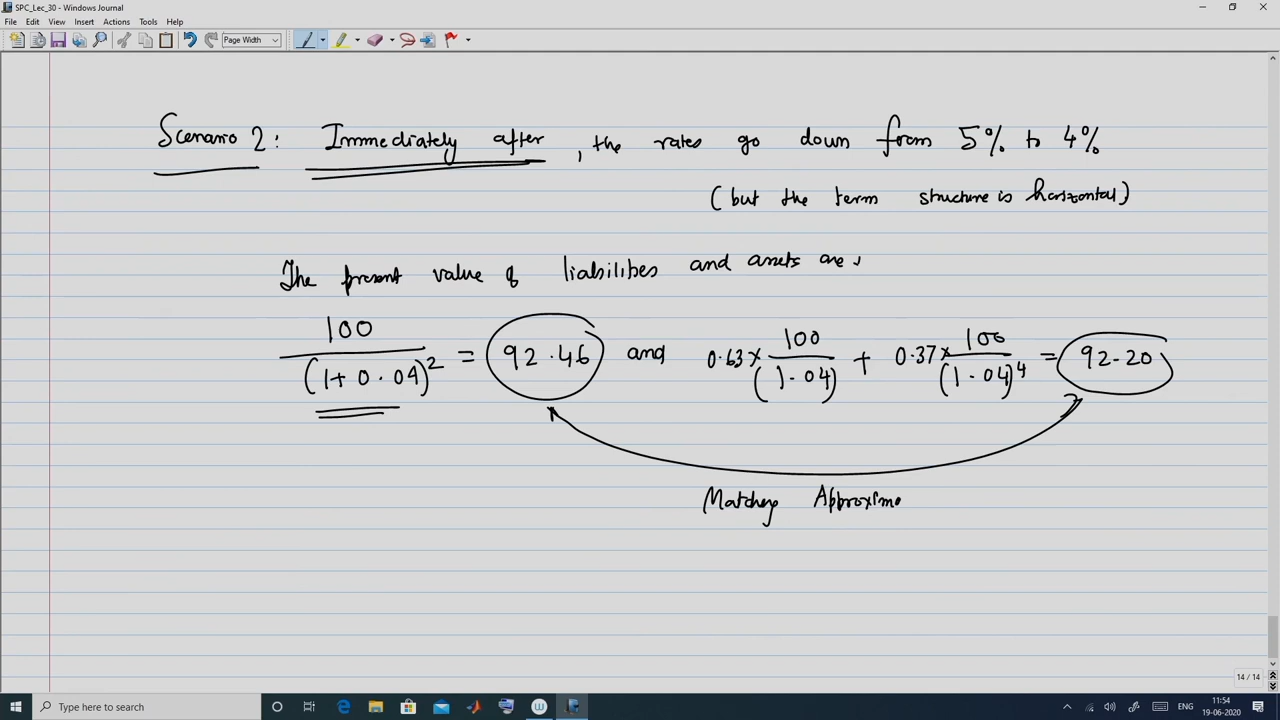 SPC_Lec_30 - Windows Journal
File Edit View Insert Actions Tools Help
Page Width
Scenario 2: Immediately after, the rates go down from 5% to 4%
(but the term structure is horizontal)
The present value of liabilities and assets are,
100/(1+0.04)^2 = 92.46 and 0.63×100/(1.04) + 0.37×100/(1.04)^4 = 92.20
Matches Approxime
14 / 14
Type here to search
ENG
11:54
19-06-2020